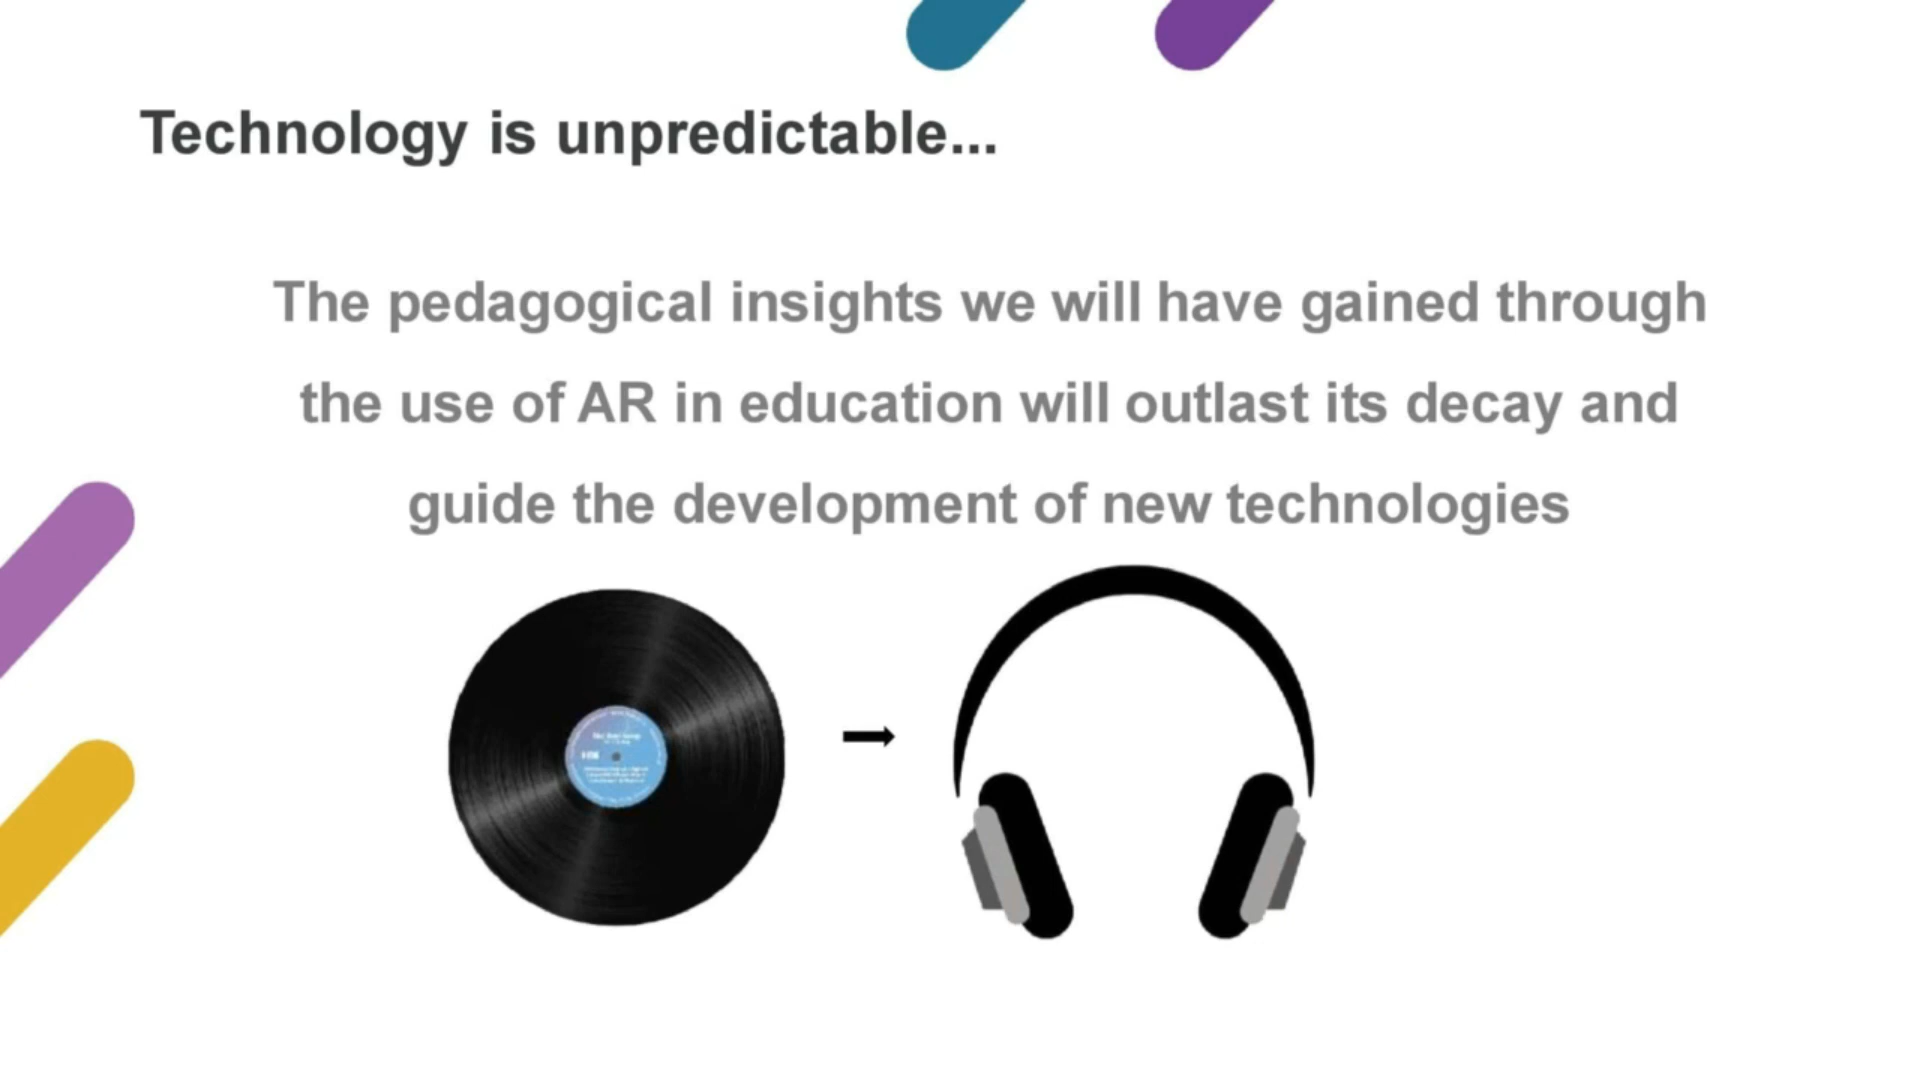 Technology is unpredictable...
The pedagogical insights we will have gained through
the use of AR in education will outlast its decay and
guide the development of new technologies